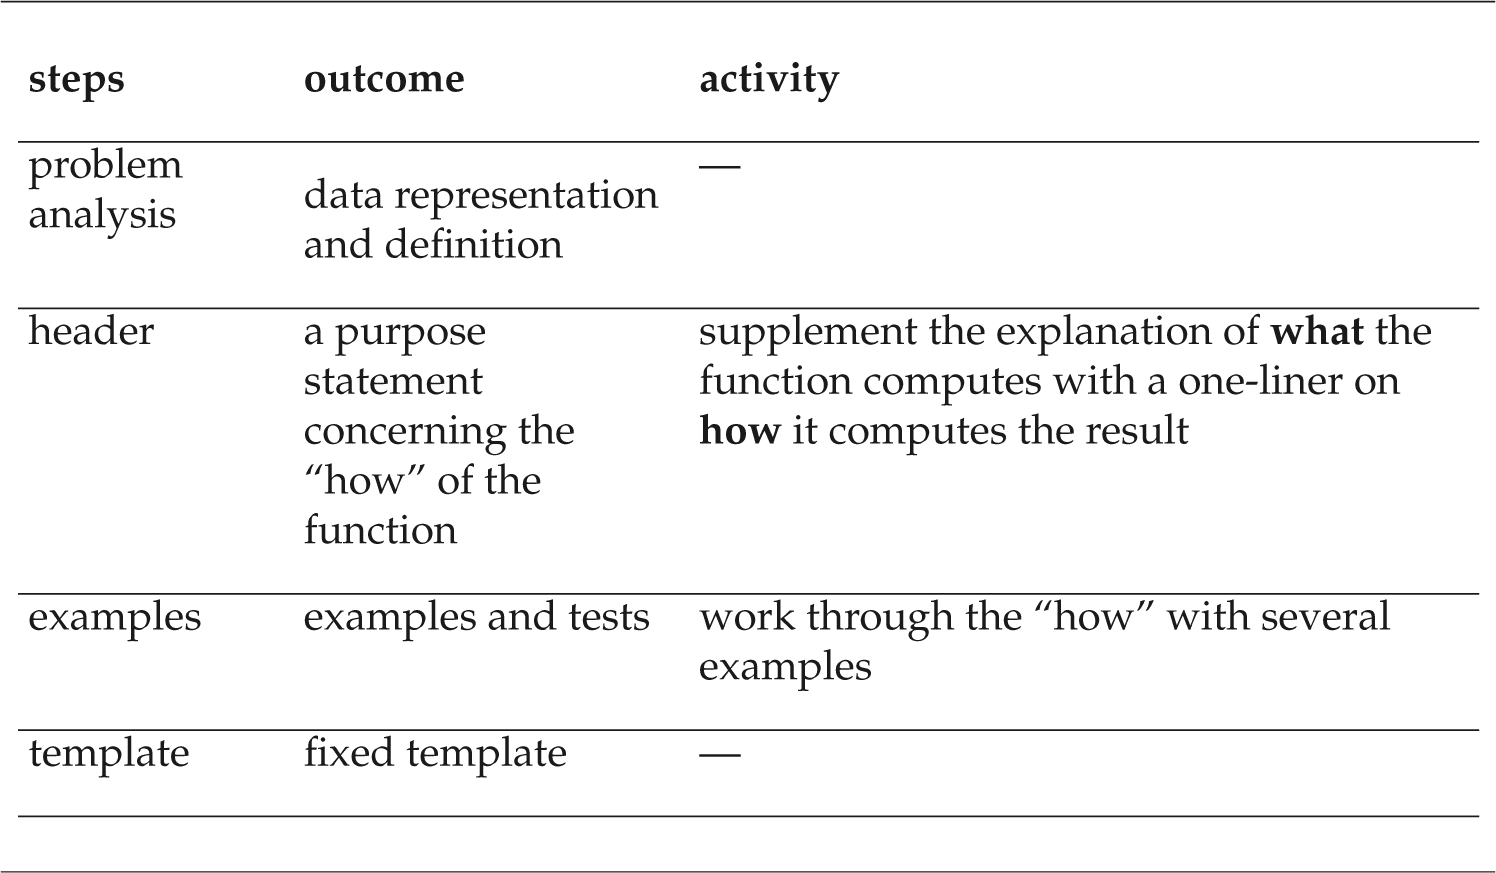 steps outcome activity
problem —
analysis
data representation
and definition
header
a purpose
statement
concerning the
“how” of the
function
supplement the explanation of what the
function computes with a one-liner on
how it computes the result
examples
examples and tests
work through the “how” with several
examples
template fixed template —